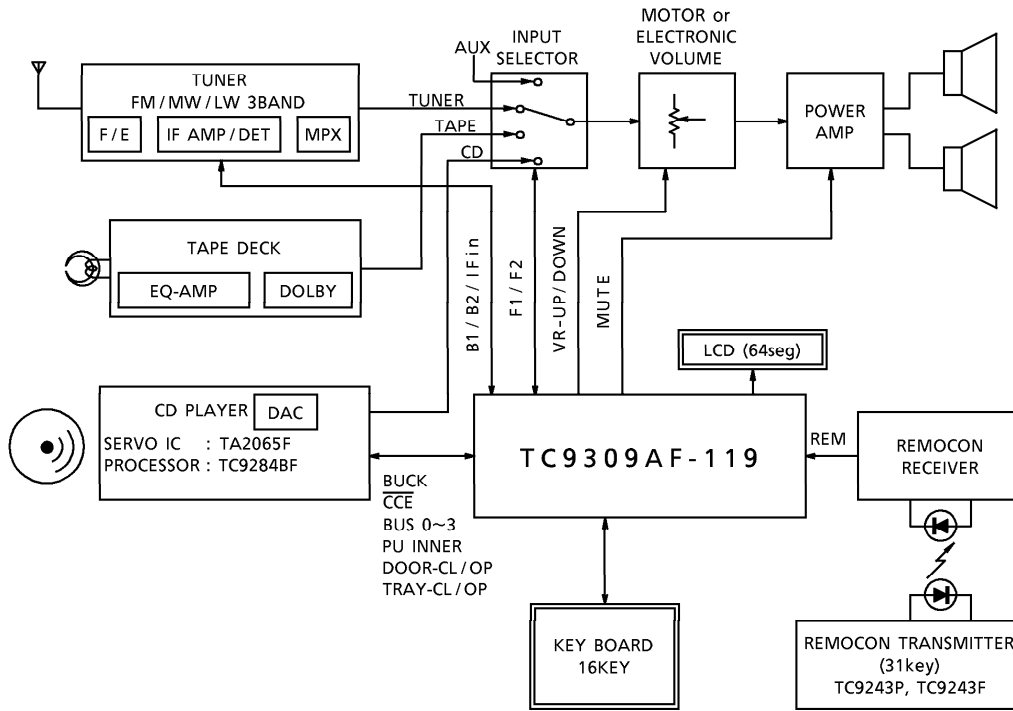 MOTOR or
ELECTRONIC
VOLUME
INPUT
SELECTOR
AUX
TUNER
FM / MW / LW 3BAND
F / E
IF AMP / DET
MPX
TUNER
TAPE
CD
POWER
AMP
TAPE DECK
EQ-AMP
DOLBY
B1 / B2 / IFin
F1 / F2
VR-UP / DOWN
MUTE
LCD (64seg)
CD PLAYER
DAC
SERVO IC : TA2065F
PROCESSOR : TC9284BF
TC9309AF-119
REM
REMOCON
RECEIVER
BUCK
CCE
BUS 0~3
PU INNER
DOOR-CL / OP
TRAY-CL / OP
KEY BOARD
16KEY
REMOCON TRANSMITTER
(31key)
TC9243P, TC9243F